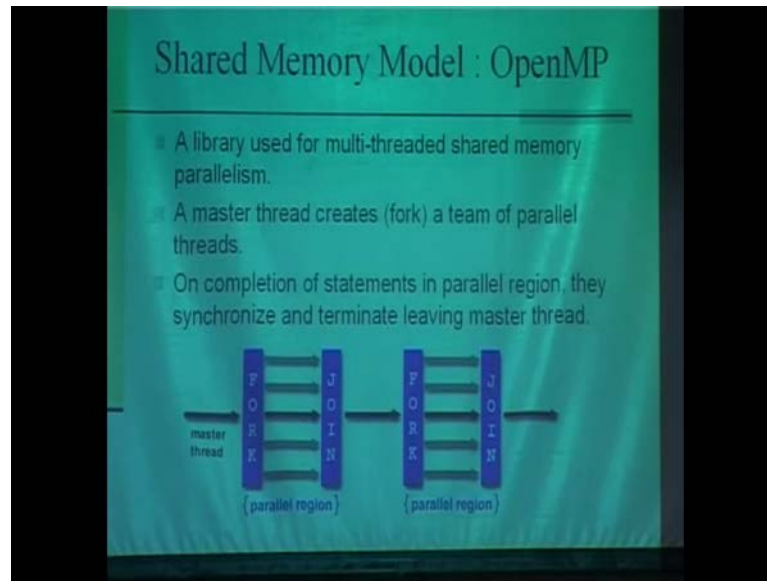 Shared Memory Model : OpenMP
A library used for multi-threaded shared memory
parallelism.
A master thread creates (fork) a team of parallel
threads.
On completion of statements in parallel region, they
synchronize and terminate leaving master thread.
FORK
JOIN
FORK
JOIN
master
thread
{parallel region}
{parallel region}